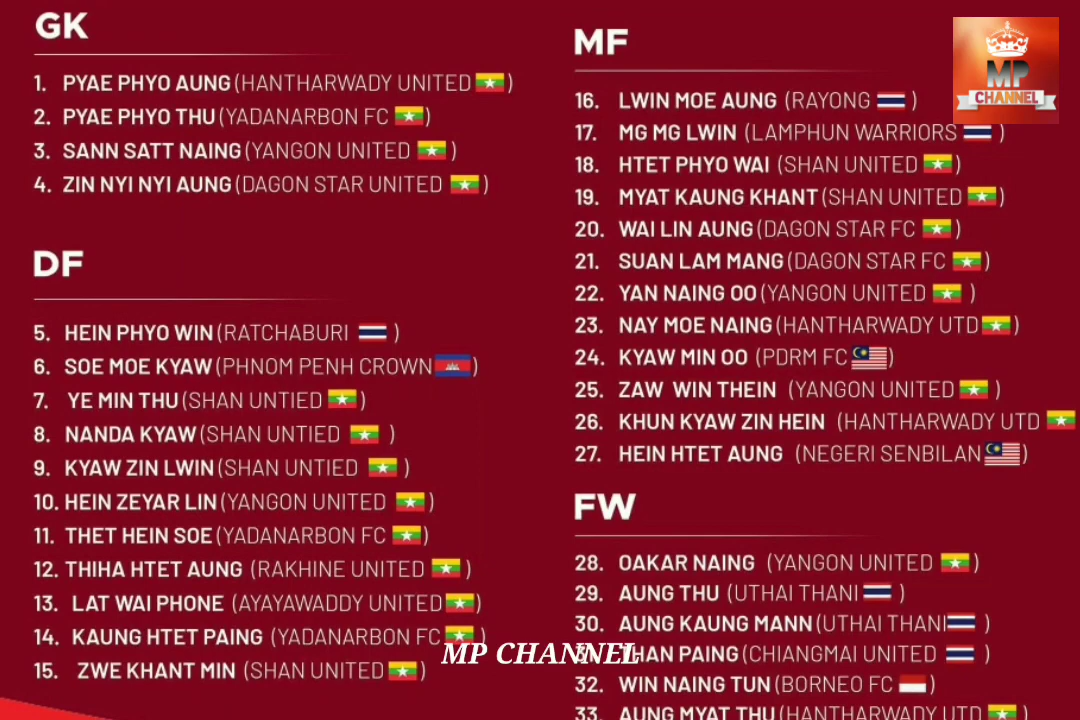 GK
1. PYAE PHYO AUNG (HANTHARWADY UNITED )
2. PYAE PHYO THU (YADANARBON FC )
3. SANN SATT NAING (YANGON UNITED )
4. ZIN NYI NYI AUNG (DAGON STAR UNITED )
DF
5. HEIN PHYO WIN (RATCHABURI )
6. SOE MOE KYAW (PHNOM PENH CROWN )
7. YE MIN THU (SHAN UNTIED )
8. NANDA KYAW (SHAN UNTIED )
9. KYAW ZIN LWIN (SHAN UNTIED )
10. HEIN ZEYAR LIN (YANGON UNITED )
11. THET HEIN SOE (YADANARBON FC )
12. THIHA HTET AUNG (RAKHINE UNITED )
13. LAT WAI PHONE (AYAYAWADDY UNITED )
14. KAUNG HTET PAING (YADANARBON FC )
15. ZWE KHANT MIN (SHAN UNITED )
MF
16. LWIN MOE AUNG (RAYONG )
17. MG MG LWIN (LAMPHUN WARRIORS )
18. HTET PHYO WAI (SHAN UNITED )
19. MYAT KAUNG KHANT (SHAN UNITED )
20. WAI LIN AUNG (DAGON STAR FC )
21. SUAN LAM MANG (DAGON STAR FC )
22. YAN NAING OO (YANGON UNITED )
23. NAY MOE NAING (HANTHARWADY UTD )
24. KYAW MIN OO (PDRM FC )
25. ZAW WIN THEIN (YANGON UNITED )
26. KHUN KYAW ZIN HEIN (HANTHARWADY UTD
27. HEIN HTET AUNG (NEGERI SENBILAN )
FW
28. OAKAR NAING (YANGON UNITED )
29. AUNG THU (UTHAI THANI )
30. AUNG KAUNG MANN (UTHAI THANI )
PAING (CHIANGMAI UNITED )
32. WIN NAING TUN (BORNEO FC )
33. AUNG MYAT THU (HANTHARWADY UTD )
MP
CHANNEL
MP CHANNEL